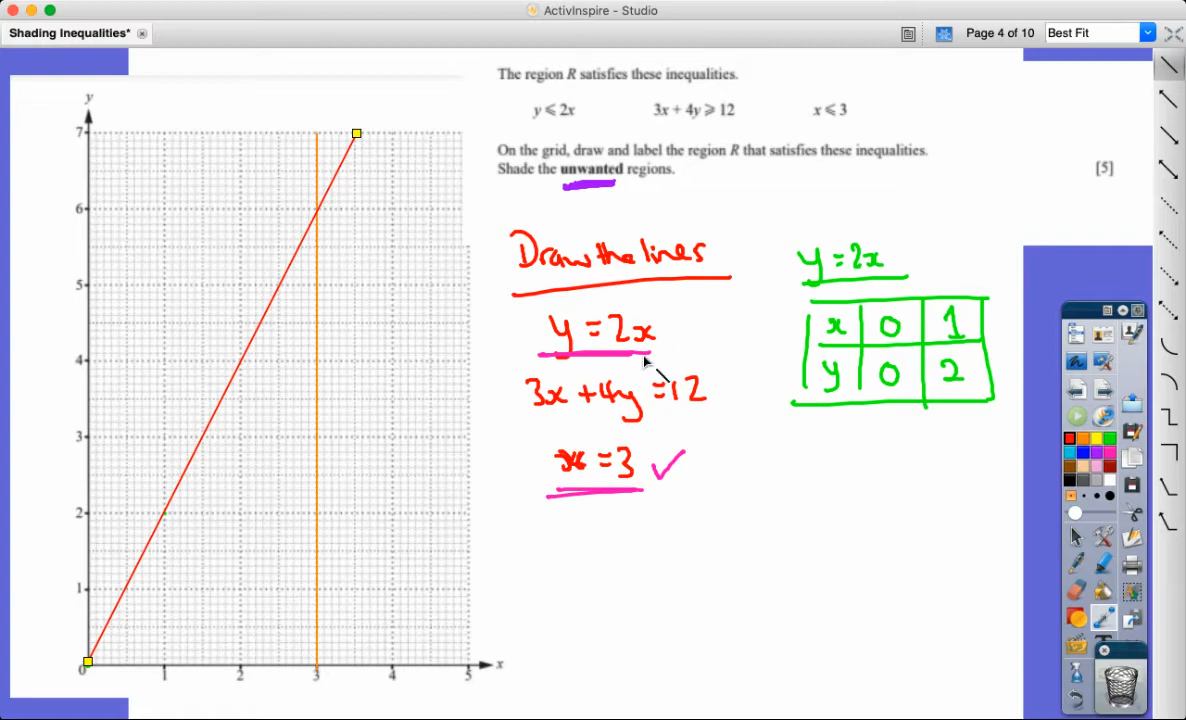 ActivInspire - Studio
Shading Inequalities*
Page 4 of 10
Best Fit
The region R satisfies these inequalities.
y ⩽ 2x 3x + 4y ⩾ 12 x ⩽ 3
On the grid, draw and label the region R that satisfies these inequalities.
Shade the unwanted regions. [5]
Draw the lines
y = 2x
3x + 4y = 12
x = 3 ✓
y = 2x
x 0 1
y 0 2
y
7
6
5
4
3
2
1
0 1 2 3 4 5 x